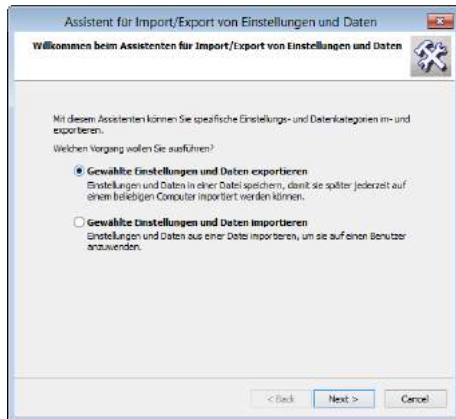 Assistent für Import/Export von Einstellungen und Daten
Willkommen beim Assistenten für Import/Export von Einstellungen und Daten
Mit diesem Assistenten können Sie spezifische Einstellungs- und Datenkategorien im- und
exportieren.
Welchen Vorgang wollen Sie ausführen?
Gewählte Einstellungen und Daten exportieren
Einstellungen und Daten in einer Datei speichern, damit sie später jederzeit auf
einem beliebigen Computer importiert werden können.
Gewählte Einstellungen und Daten importieren
Einstellungen und Daten aus einer Datei importieren, um sie auf einen Benutzer
anzuwenden.
< Back
Next >
Cancel